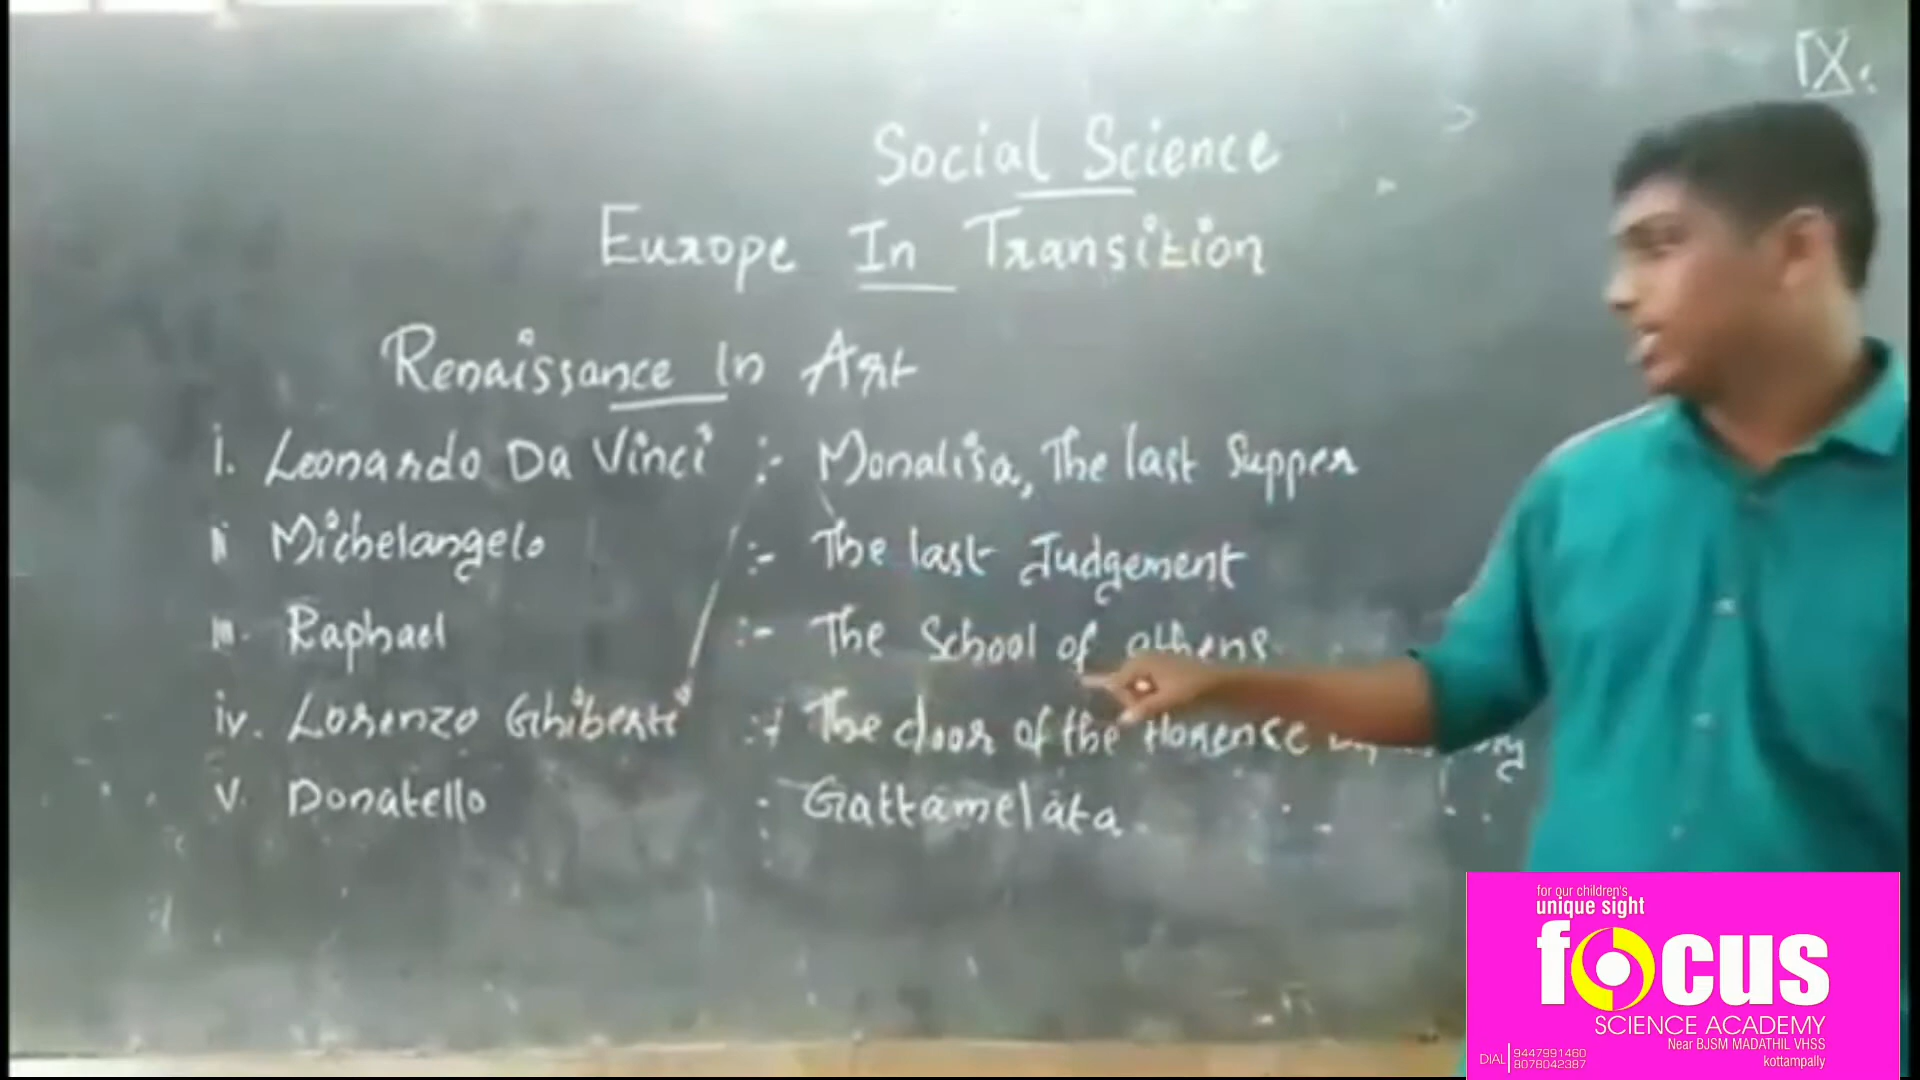 IX.
Social Science
Europe In Transition
Renaissance In Art
i. Leonardo Da Vinci :- Monalisa, The last Supper
ii Michelangelo :- The last Judgement
iii. Raphael :- The School of athens
iv. Lorenzo Ghiberti :- The door of the Florence
v. Donatello : Gattamelata
for our children's
unique sight
focus
SCIENCE ACADEMY
Near BJSM MADATHIL VHSS
kottampally
DIAL 9447991460
8078042387